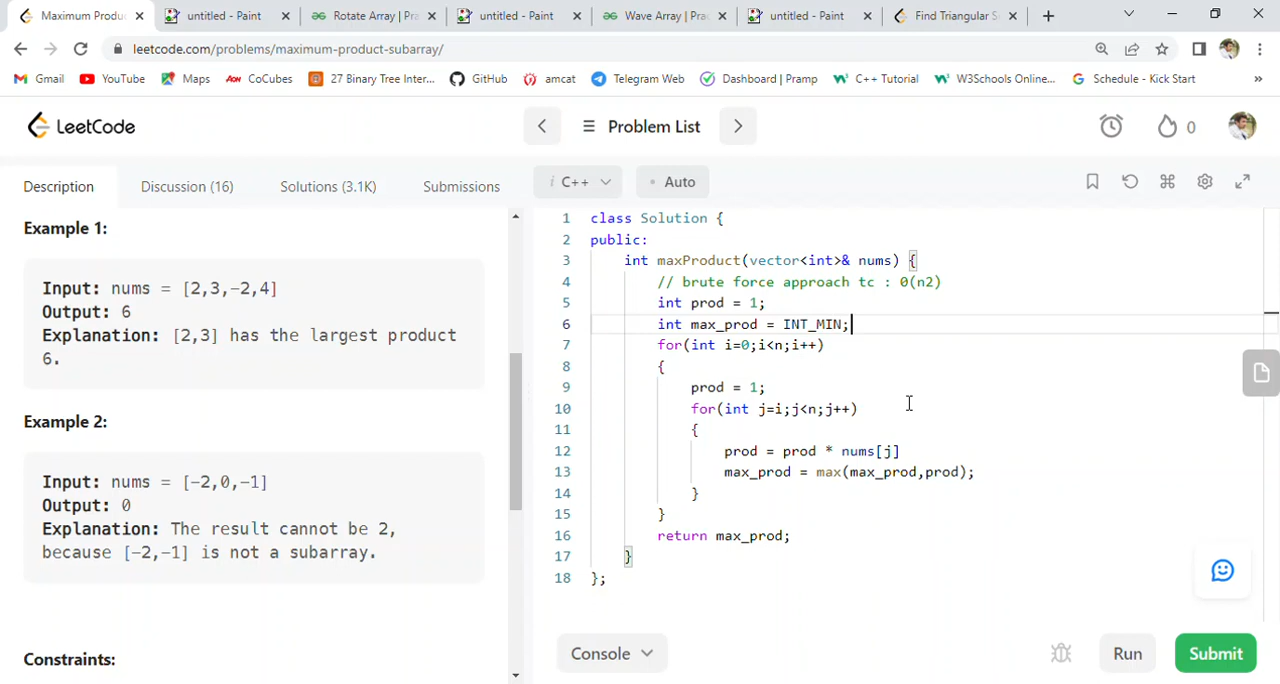 Maximum Produ
untitled - Paint
Rotate Array | Pra
untitled - Paint
Wave Array | Prac
untitled - Paint
Find Triangular S
leetcode.com/problems/maximum-product-subarray/
Gmail
YouTube
Maps
AON CoCubes
27 Binary Tree Inter...
GitHub
amcat
Telegram Web
Dashboard | Pramp
C++ Tutorial
W3Schools Online...
Schedule - Kick Start
»
LeetCode
Problem List
0
Description
Discussion (16)
Solutions (3.1K)
Submissions
i C++
Auto
Example 1:
Input: nums = [2,3,-2,4]
Output: 6
Explanation: [2,3] has the largest product
6.
Example 2:
Input: nums = [-2,0,-1]
Output: 0
Explanation: The result cannot be 2,
because [-2,-1] is not a subarray.
Constraints:
1 class Solution {
2 public:
3 int maxProduct(vector<int>& nums) {
4 // brute force approach tc : 0(n2)
5 int prod = 1;
6 int max_prod = INT_MIN;
7 for(int i=0;i<n;i++)
8 {
9 prod = 1;
10 for(int j=i;j<n;j++)
11 {
12 prod = prod * nums[j]
13 max_prod = max(max_prod,prod);
14 }
15 }
16 return max_prod;
17 }
18 };
Console
Run
Submit